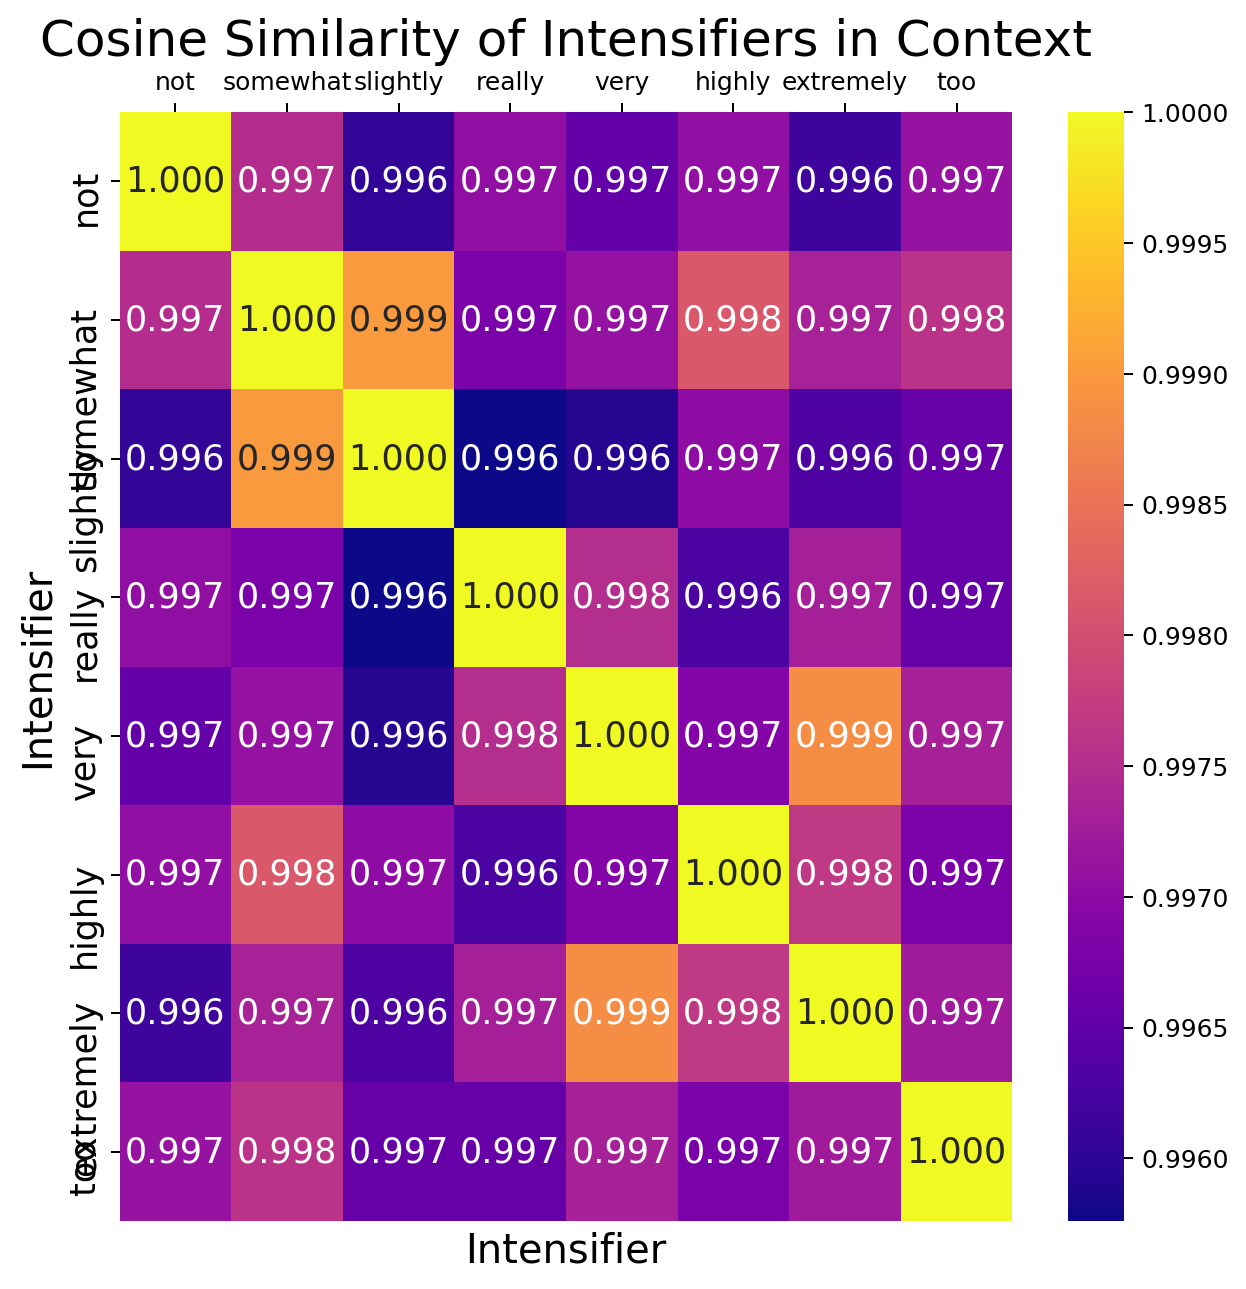 Cosine Similarity of Intensifiers in Context
not somewhat slightly really very highly extremely too
not 1.000 0.997 0.996 0.997 0.997 0.997 0.996 0.997
somewhat 0.997 1.000 0.999 0.997 0.997 0.998 0.997 0.998
slightly 0.996 0.999 1.000 0.996 0.996 0.997 0.996 0.997
really 0.997 0.997 0.996 1.000 0.998 0.996 0.997 0.997
very 0.997 0.997 0.996 0.998 1.000 0.997 0.999 0.997
highly 0.997 0.998 0.997 0.996 0.997 1.000 0.998 0.997
extremely 0.996 0.997 0.996 0.997 0.999 0.998 1.000 0.997
too 0.997 0.998 0.997 0.997 0.997 0.997 0.997 1.000
Intensifier
Intensifier
1.0000
0.9995
0.9990
0.9985
0.9980
0.9975
0.9970
0.9965
0.9960